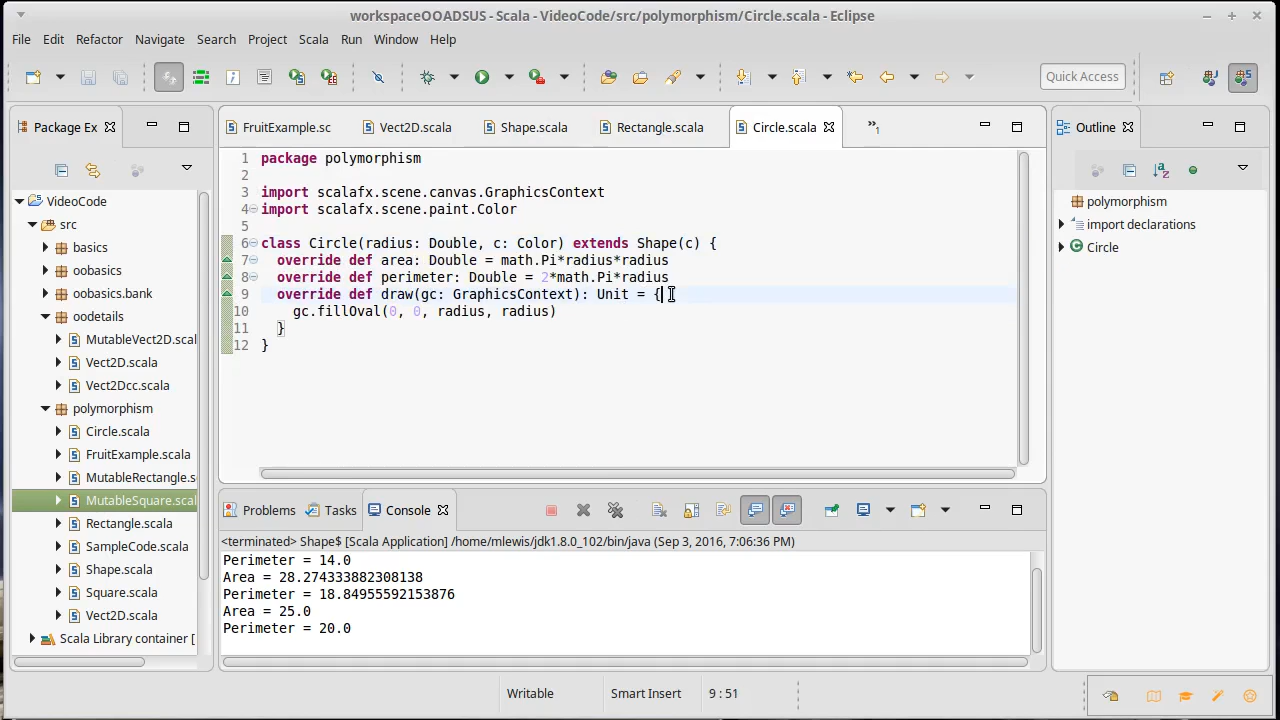 workspaceOOADSUS - Scala - VideoCode/src/polymorphism/Circle.scala - Eclipse
File Edit Refactor Navigate Search Project Scala Run Window Help
Quick Access
Package Ex
FruitExample.sc
Vect2D.scala
Shape.scala
Rectangle.scala
Circle.scala
»1
Outline
VideoCode
src
basics
oobasics
oobasics.bank
oodetails
MutableVect2D.scal
Vect2D.scala
Vect2Dcc.scala
polymorphism
Circle.scala
FruitExample.scala
MutableRectangle.s
MutableSquare.scal
Rectangle.scala
SampleCode.scala
Shape.scala
Square.scala
Vect2D.scala
Scala Library container [
1 package polymorphism
2
3 import scalafx.scene.canvas.GraphicsContext
4 import scalafx.scene.paint.Color
5
6 class Circle(radius: Double, c: Color) extends Shape(c) {
7 override def area: Double = math.Pi*radius*radius
8 override def perimeter: Double = 2*math.Pi*radius
9 override def draw(gc: GraphicsContext): Unit = {
10 gc.fillOval(0, 0, radius, radius)
11 }
12 }
polymorphism
import declarations
Circle
Problems
Tasks
Console
<terminated> Shape$ [Scala Application] /home/mlewis/jdk1.8.0_102/bin/java (Sep 3, 2016, 7:06:36 PM)
Perimeter = 14.0
Area = 28.274333882308138
Perimeter = 18.84955592153876
Area = 25.0
Perimeter = 20.0
Writable
Smart Insert
9 : 51